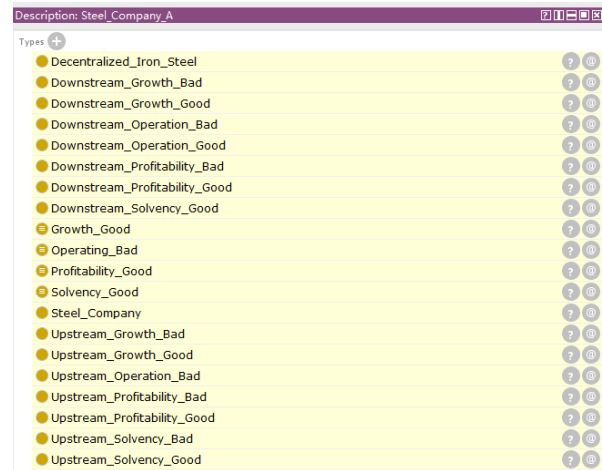 Description: Steel_Company_A
Types
Decentralized_Iron_Steel
Downstream_Growth_Bad
Downstream_Growth_Good
Downstream_Operation_Bad
Downstream_Operation_Good
Downstream_Profitability_Bad
Downstream_Profitability_Good
Downstream_Solvency_Good
Growth_Good
Operating_Bad
Profitability_Good
Solvency_Good
Steel_Company
Upstream_Growth_Bad
Upstream_Growth_Good
Upstream_Operation_Bad
Upstream_Profitability_Bad
Upstream_Profitability_Good
Upstream_Solvency_Bad
Upstream_Solvency_Good